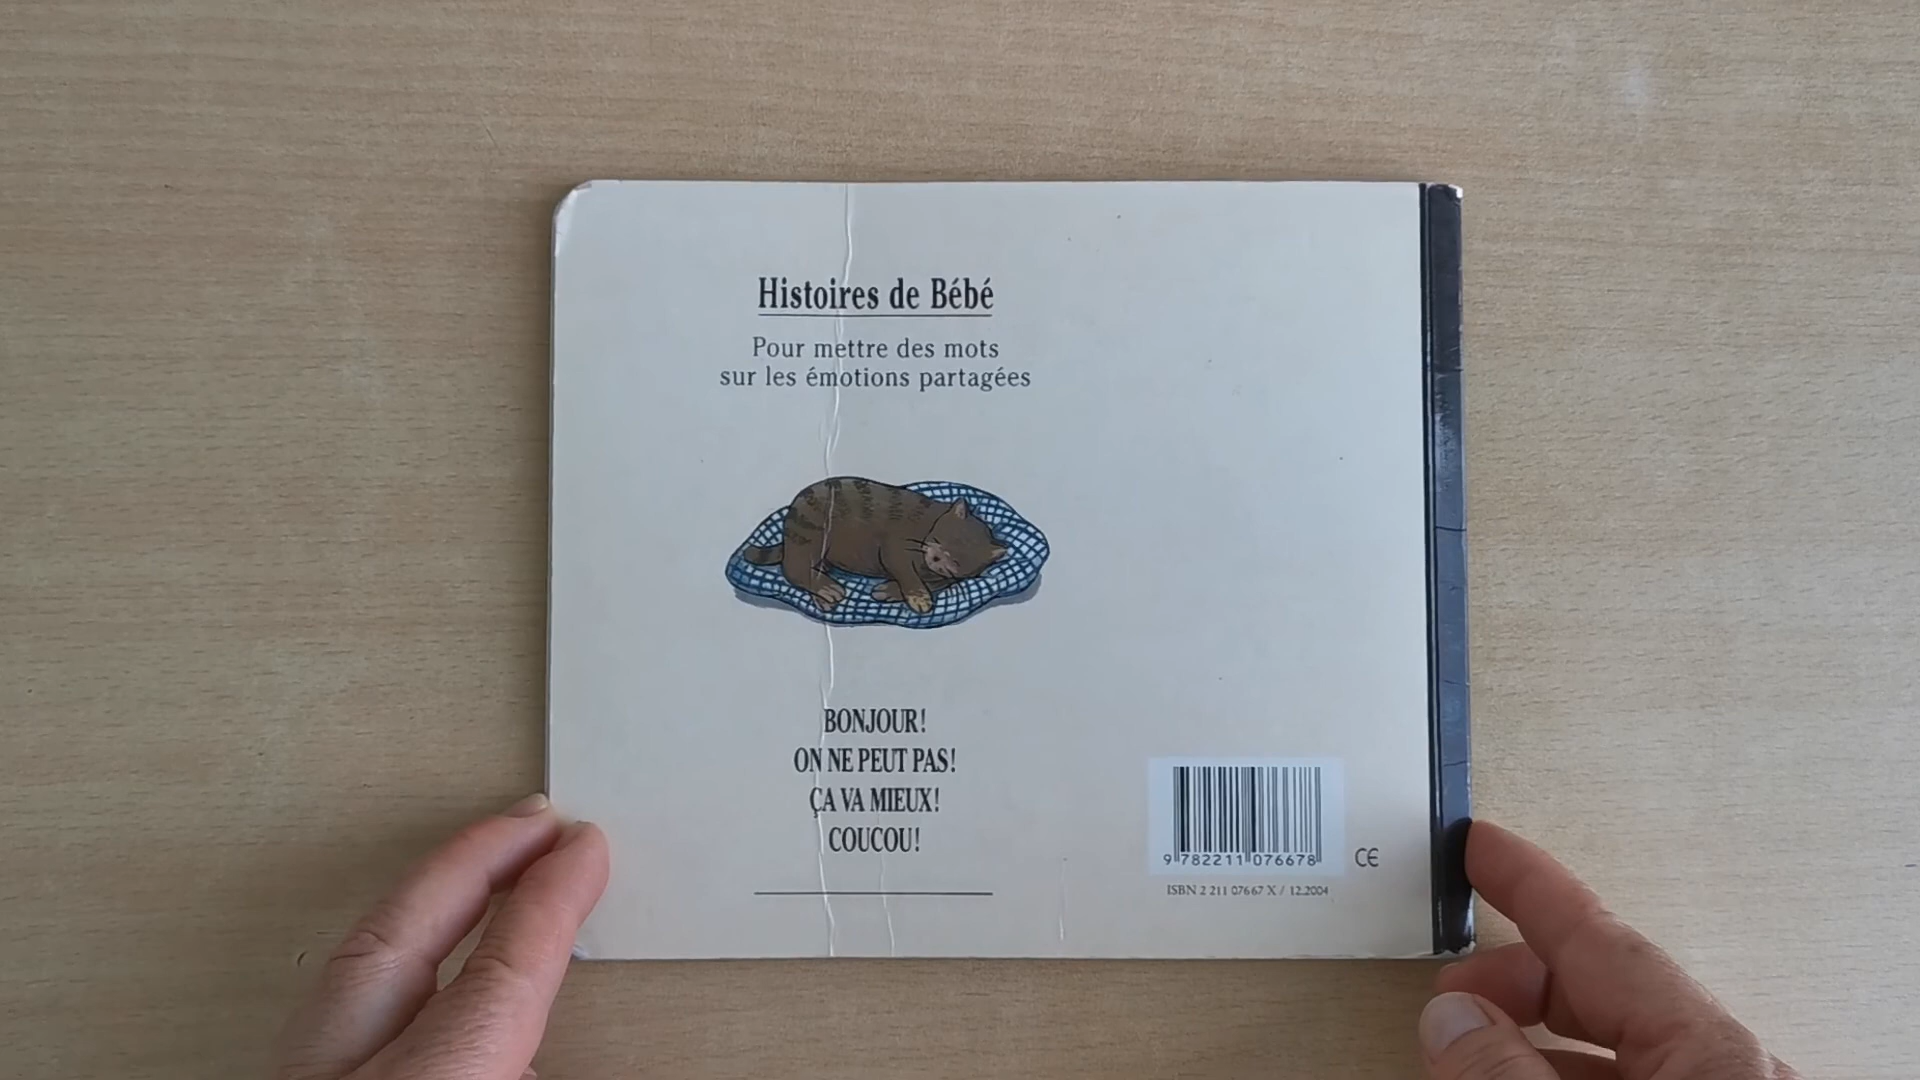 Histoires de Bébé
Pour mettre des mots
sur les émotions partagées
BONJOUR!
ON NE PEUT PAS!
ÇA VA MIEUX!
COUCOU!
9 782211 076678
CE
ISBN 2 211 07667 X / 12.2004